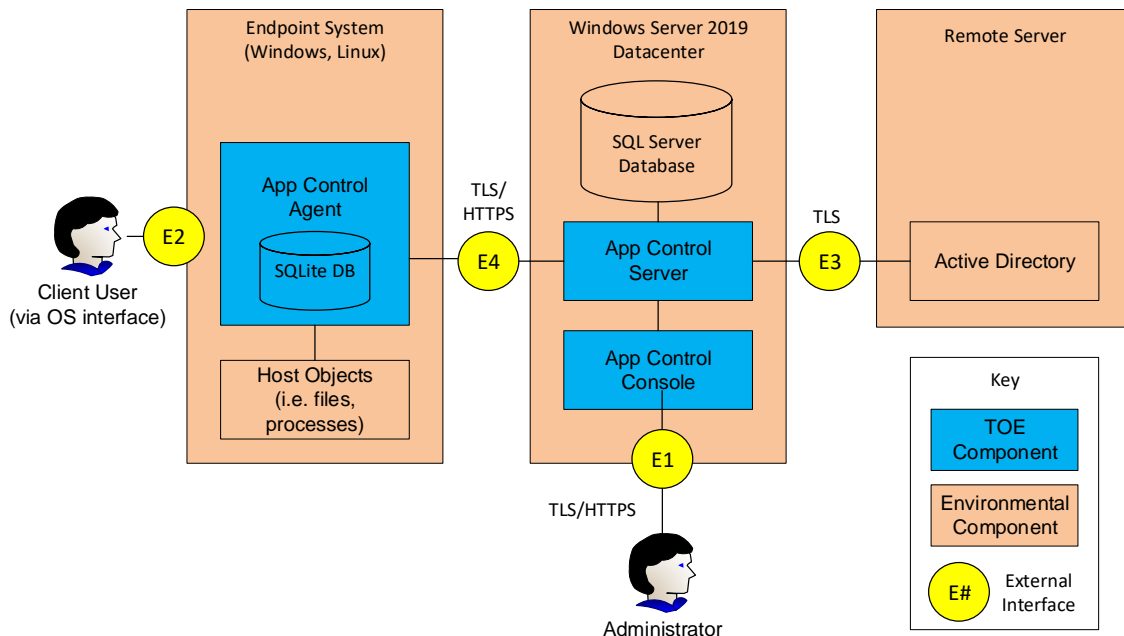 Endpoint System
(Windows, Linux)
App Control
Agent
SQLite DB
Host Objects
(i.e. files,
processes)
E2
Client User
(via OS interface)
TLS/
HTTPS
E4
Windows Server 2019
Datacenter
SQL Server
Database
App Control
Server
App Control
Console
E1
TLS/HTTPS
Administrator
TLS
E3
Remote Server
Active Directory
Key
TOE
Component
Environmental
Component
E#
External
Interface